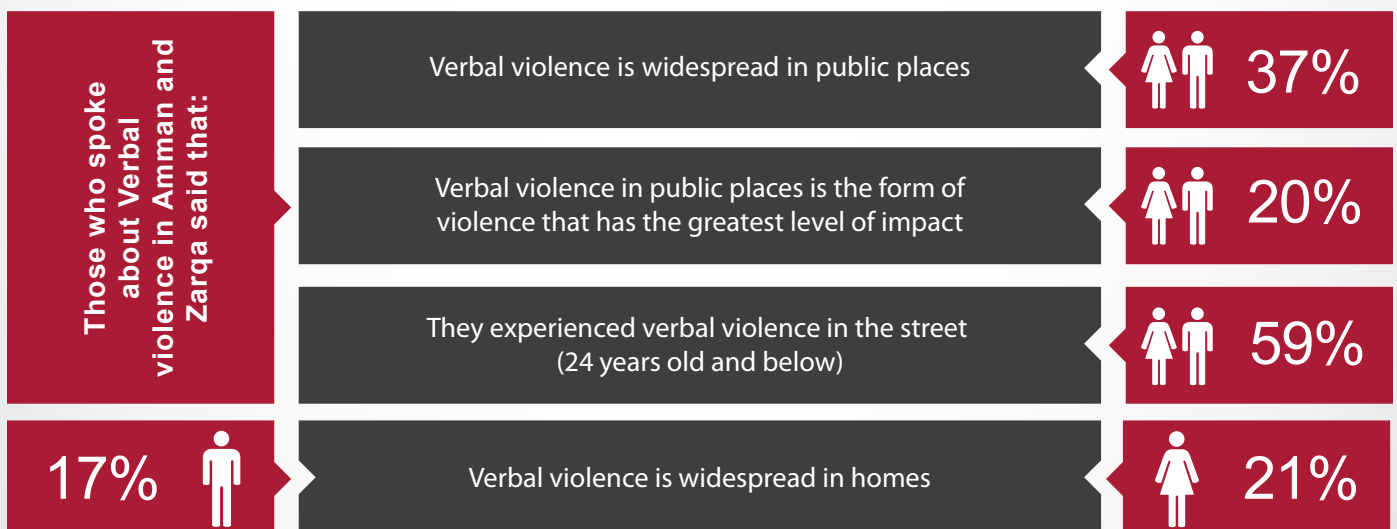 Those who spoke
about Verbal
violence in Amman and
Zarqa said that:
Verbal violence is widespread in public places
37%
Verbal violence in public places is the form of
violence that has the greatest level of impact
20%
They experienced verbal violence in the street
(24 years old and below)
59%
17%
Verbal violence is widespread in homes
21%